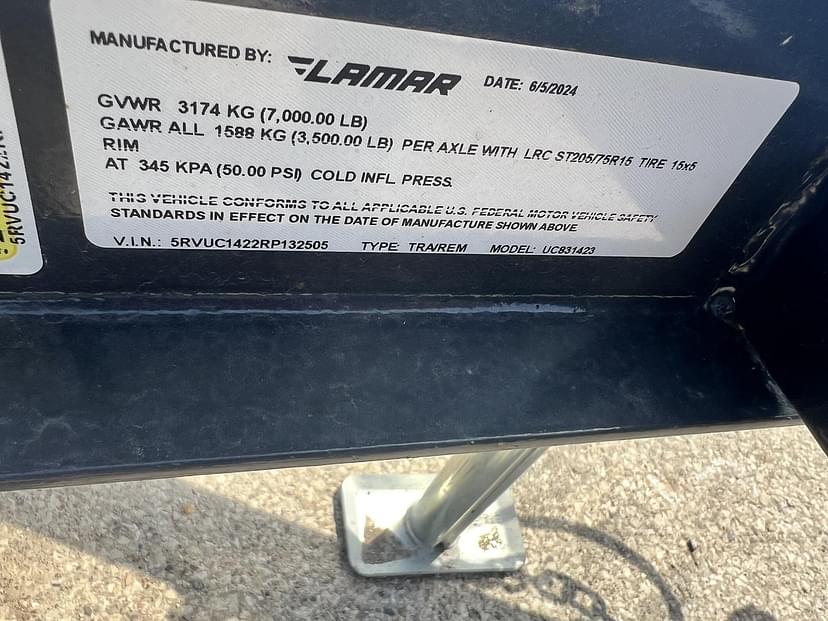 MANUFACTURED BY: LAMAR DATE: 6/5/2024
GVWR 3174 KG (7,000.00 LB)
GAWR ALL 1588 KG (3,500.00 LB) PER AXLE WITH LRC ST205/75R15 TIRE 15x5
RIM
AT 345 KPA (50.00 PSI) COLD INFL PRESS.
THIS VEHICLE CONFORMS TO ALL APPLICABLE U.S. FEDERAL MOTOR VEHICLE SAFETY
STANDARDS IN EFFECT ON THE DATE OF MANUFACTURE SHOWN ABOVE
V.I.N.: 5RVUC1422RP132505 TYPE: TRA/REM MODEL: UC831423